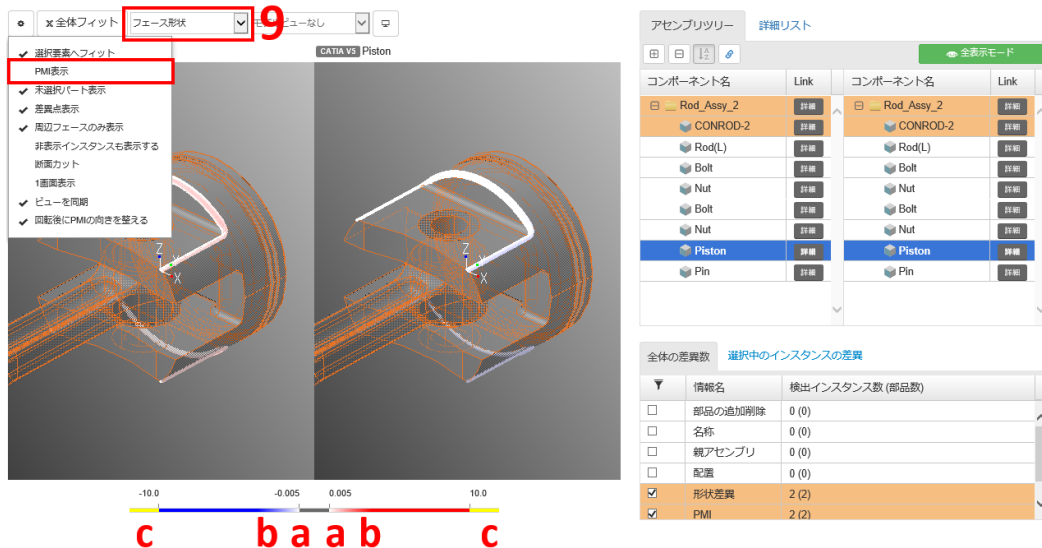 x 全体フィット フェース形状 9
選択要素へフィット
PMI表示
未選択パート表示
差異点表示
周辺フェースのみ表示
非表示インスタンスも表示する
断面カット
1画面表示
ビューを同期
回転後にPMIの向きを整える
CATIA V5 Piston
Z
X
Z
X
-10.0 -0.005 0.005 10.0
c b a a b c
アセンブリツリー 詳細リスト
全表示モード
コンポーネント名 Link コンポーネント名 Link
Rod_Assy_2 詳細 Rod_Assy_2 詳細
CONROD-2 詳細 CONROD-2 詳細
Rod(L) 詳細 Rod(L) 詳細
Bolt 詳細 Bolt 詳細
Nut 詳細 Nut 詳細
Bolt 詳細 Bolt 詳細
Nut 詳細 Nut 詳細
Piston 詳細 Piston 詳細
Pin 詳細 Pin 詳細
全体の差異数 選択中のインスタンスの差異
情報名 検出インスタンス数 (部品数)
部品の追加削除 0 (0)
名称 0 (0)
親アセンブリ 0 (0)
配置 0 (0)
形状差異 2 (2)
PMI 2 (2)